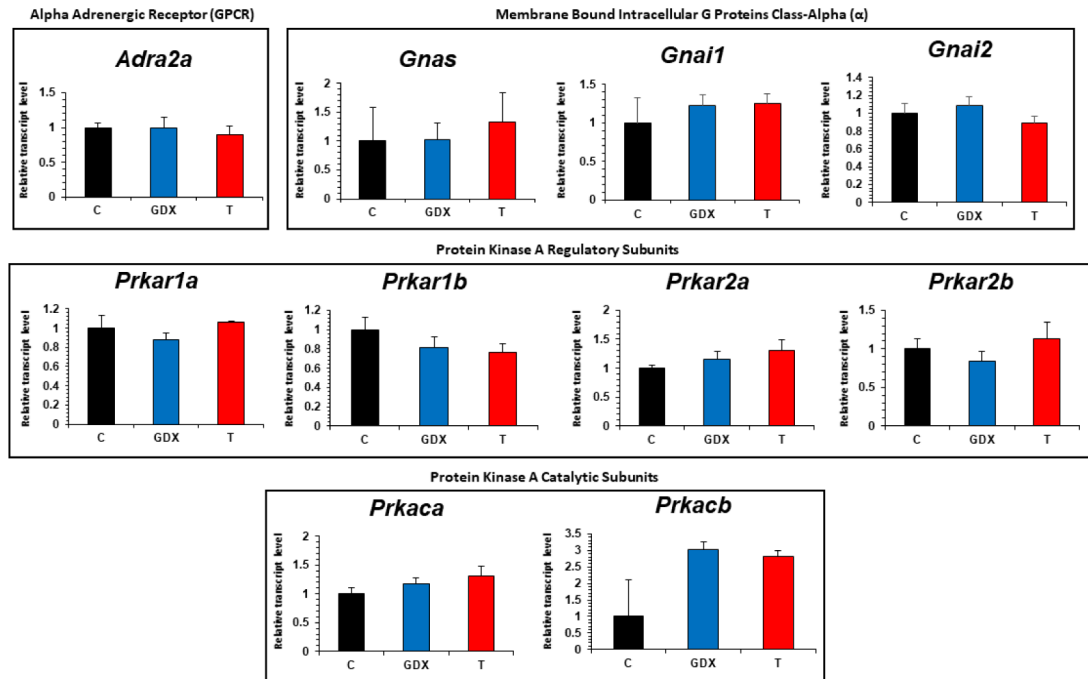 Alpha Adrenergic Receptor (GPCR)
Membrane Bound Intracellular G Proteins Class-Alpha (α)
Adra2a
Relative transcript level
1.5
1
0.5
0
C GDX T
Gnas
Relative transcript level
2
1.5
1
0.5
0
C GDX T
Gnai1
Relative transcript level
1.5
1
0.5
0
C GDX T
Gnai2
Relative transcript level
1.4
1.2
1
0.8
0.6
0.4
0.2
0
C GDX T
Protein Kinase A Regulatory Subunits
Prkar1a
Relative transcript level
1.2
1
0.8
0.6
0.4
0.2
0
C GDX T
Prkar1b
Relative transcript level
1.2
1
0.8
0.6
0.4
0.2
0
C GDX T
Prkar2a
Relative transcript level
2
1.5
1
0.5
0
C GDX T
Prkar2b
Relative transcript level
1.5
1
0.5
0
C GDX T
Protein Kinase A Catalytic Subunits
Prkaca
Relative transcript level
2
1.5
1
0.5
0
C GDX T
Prkacb
Relative transcript level
3.5
3
2.5
2
1.5
1
0.5
0
C GDX T